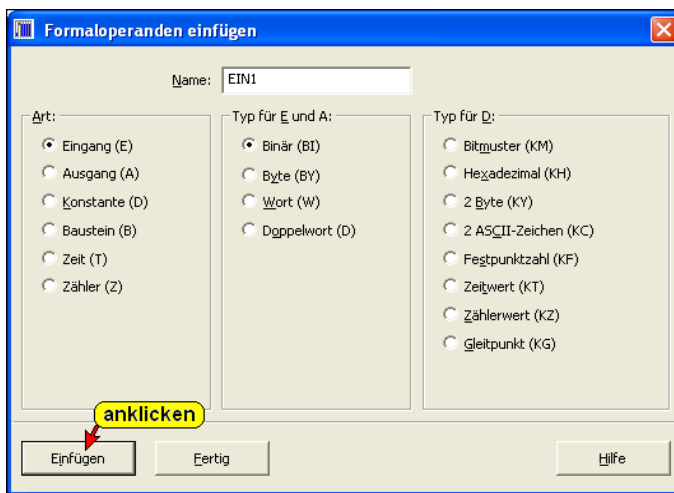 Formaloperanden einfügen
Name: EIN1
Art:
Eingang (E)
Ausgang (A)
Konstante (D)
Baustein (B)
Zeit (T)
Zähler (Z)
Typ für E und A:
Binär (BI)
Byte (BY)
Wort (W)
Doppelwort (D)
Typ für D:
Bitmuster (KM)
Hexadezimal (KH)
2 Byte (KY)
2 ASCII-Zeichen (KC)
Festpunktzahl (KF)
Zeitwert (KT)
Zählerwert (KZ)
Gleitpunkt (KG)
anklicken
Einfügen
Fertig
Hilfe